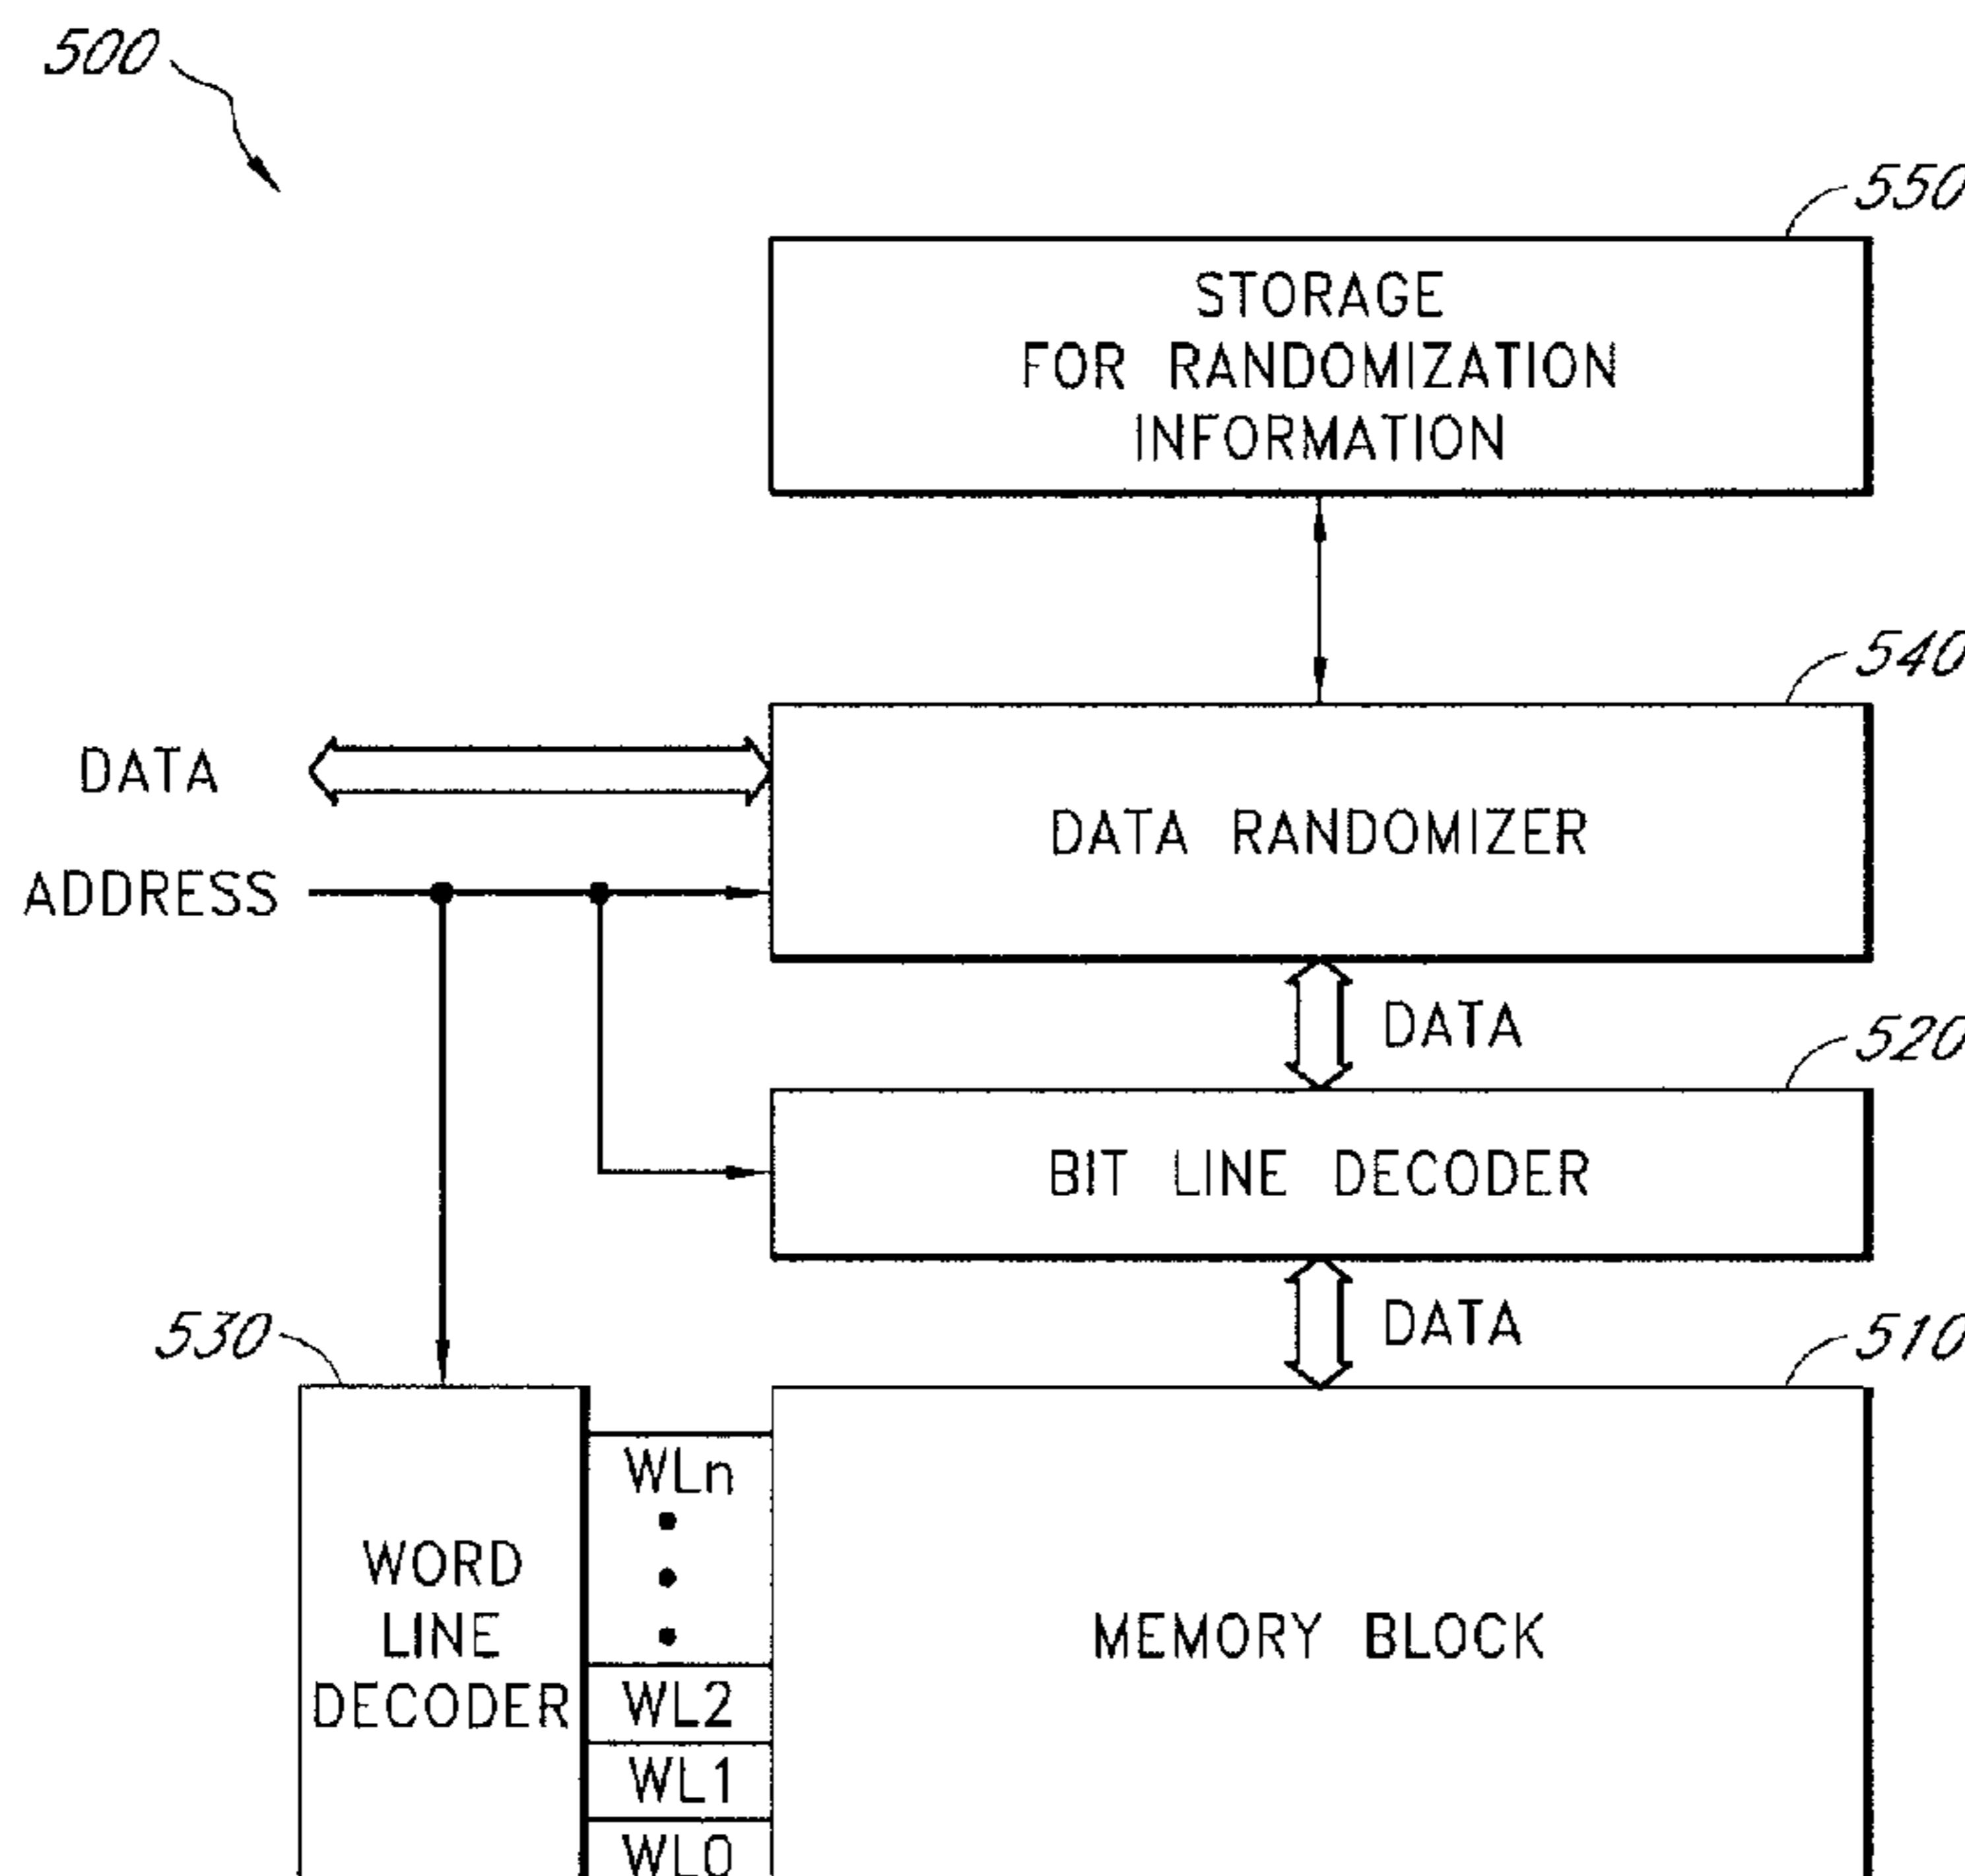 500
550
STORAGE
FOR RANDOMIZATION
INFORMATION
540
DATA
DATA RANDOMIZER
ADDRESS
DATA
520
BIT LINE DECODER
530
DATA
510
WLn
WORD
LINE
DECODER
MEMORY BLOCK
WL2
WL1
WL0